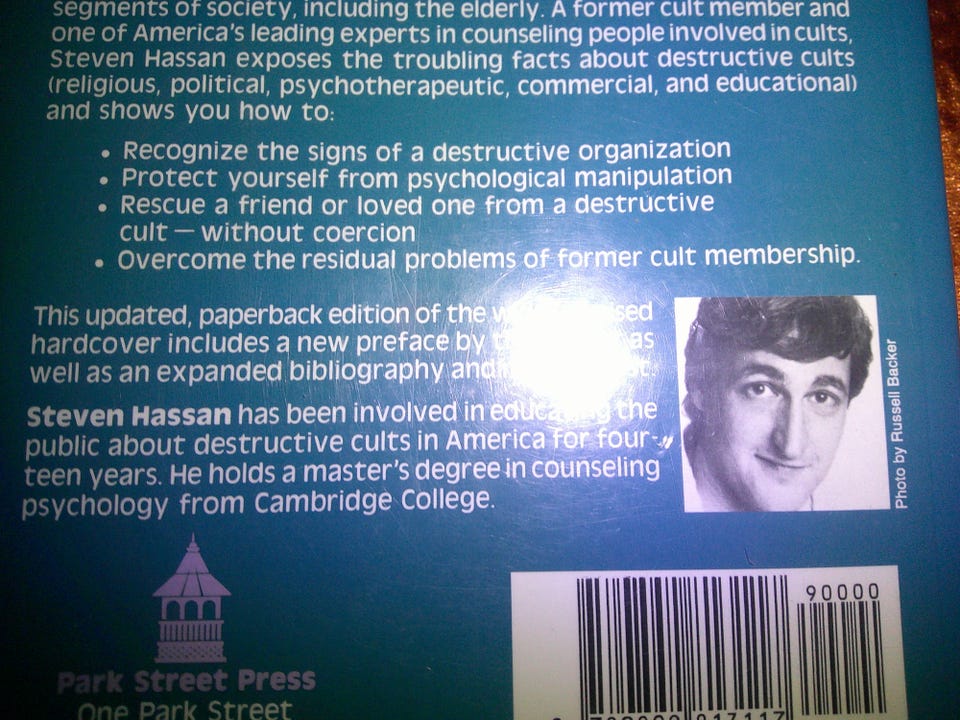 segments of society, including the elderly. A former cult member and
one of America's leading experts in counseling people involved in cults,
Steven Hassan exposes the troubling facts about destructive cults
(religious, political, psychotherapeutic, commercial, and educational)
and shows you how to:
• Recognize the signs of a destructive organization
• Protect yourself from psychological manipulation
• Rescue a friend or loved one from a destructive
cult — without coercion
• Overcome the residual problems of former cult membership.
This updated, paperback edition of the
hardcover includes a new preface by as
well as an expanded bibliography and
Steven Hassan has been involved in educating the
public about destructive cults in America for four-
teen years. He holds a master's degree in counseling
psychology from Cambridge College.
Photo by Russell Backer
90000
Park Street Press
One Park Street